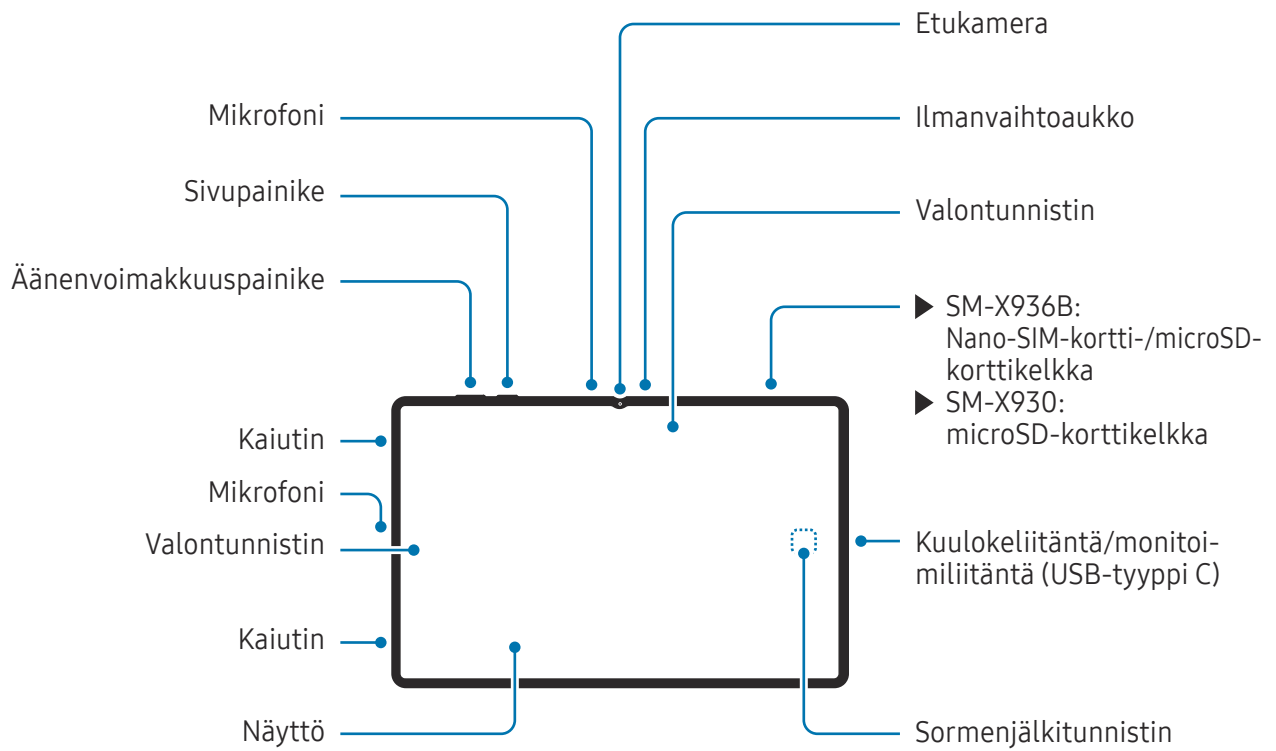 Etukamera
Mikrofoni
Ilmanvaihtoaukko
Sivupainike
Valontunnistin
Äänenvoimakkuuspainike
▶ SM-X936B:
Nano-SIM-kortti-/microSD-
korttikelkka
▶ SM-X930:
microSD-korttikelkka
Kaiutin
Mikrofoni
Valontunnistin
Kuulokeliitäntä/monitoi-
miliitäntä (USB-tyyppi C)
Kaiutin
Näyttö
Sormenjälkitunnistin